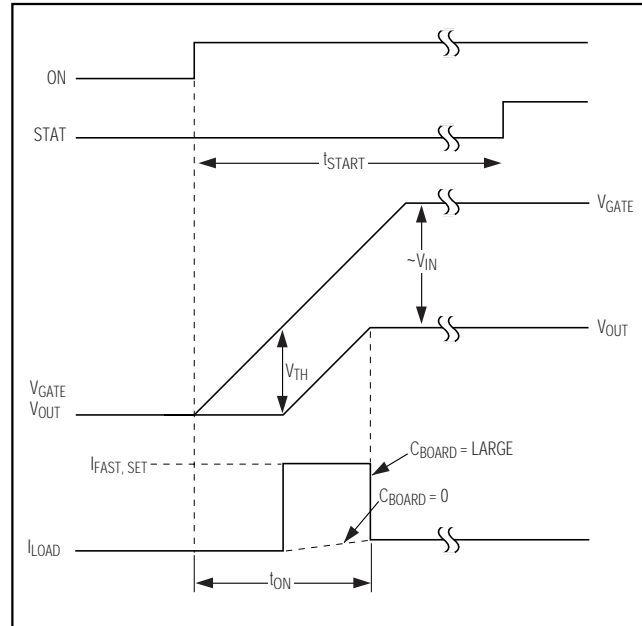 ON
STAT
tSTART
VGATE
~VIN
VOUT
VTH
VGATE
VOUT
IFAST, SET
CBOARD = LARGE
CBOARD = 0
ILOAD
tON